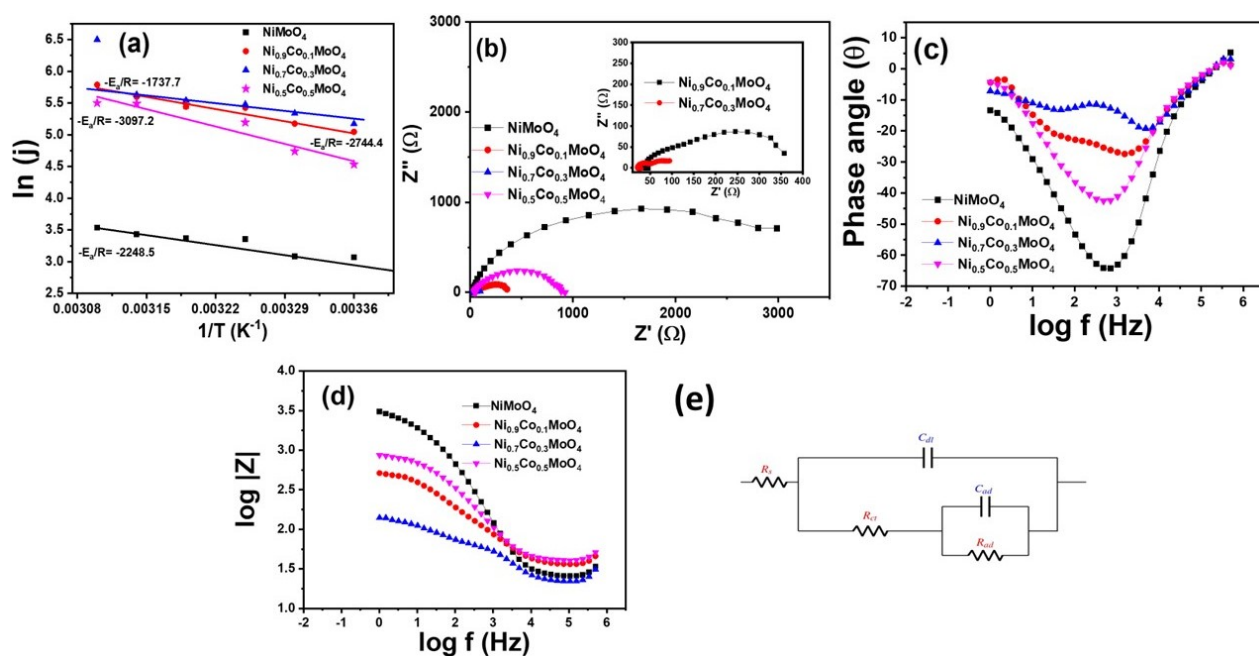 (a)
NiMoO₄
Ni₀.₉Co₀.₁MoO₄
Ni₀.₇Co₀.₃MoO₄
Ni₀.₅Co₀.₅MoO₄
-Eₐ/R= -1737.7
-Eₐ/R= -3097.2
-Eₐ/R= -2744.4
-Eₐ/R= -2248.5
6.5
6.0
5.5
5.0
4.5
4.0
3.5
3.0
2.5
ln (j)
0.00308 0.00315 0.00322 0.00329 0.00336
1/T (K⁻¹)
(b)
3000
2000
1000
0
Z'' (Ω)
NiMoO₄
Ni₀.₉Co₀.₁MoO₄
Ni₀.₇Co₀.₃MoO₄
Ni₀.₅Co₀.₅MoO₄
0 1000 2000 3000
Z' (Ω)
300
250
200
150
100
50
0
Z'' (Ω)
Ni₀.₉Co₀.₁MoO₄
Ni₀.₇Co₀.₃MoO₄
50 100 150 200 250 300 350 400
Z' (Ω)
(c)
10
0
-10
-20
-30
-40
-50
-60
-70
Phase angle (θ)
NiMoO₄
Ni₀.₉Co₀.₁MoO₄
Ni₀.₇Co₀.₃MoO₄
Ni₀.₅Co₀.₅MoO₄
-2 -1 0 1 2 3 4 5 6 7
log f (Hz)
(d)
4.0
3.5
3.0
2.5
2.0
1.5
1.0
log |Z|
NiMoO₄
Ni₀.₉Co₀.₁MoO₄
Ni₀.₇Co₀.₃MoO₄
Ni₀.₅Co₀.₅MoO₄
-2 -1 0 1 2 3 4 5 6 7
log f (Hz)
(e)
C_dl
R_s
C_ad
R_ct
R_ad